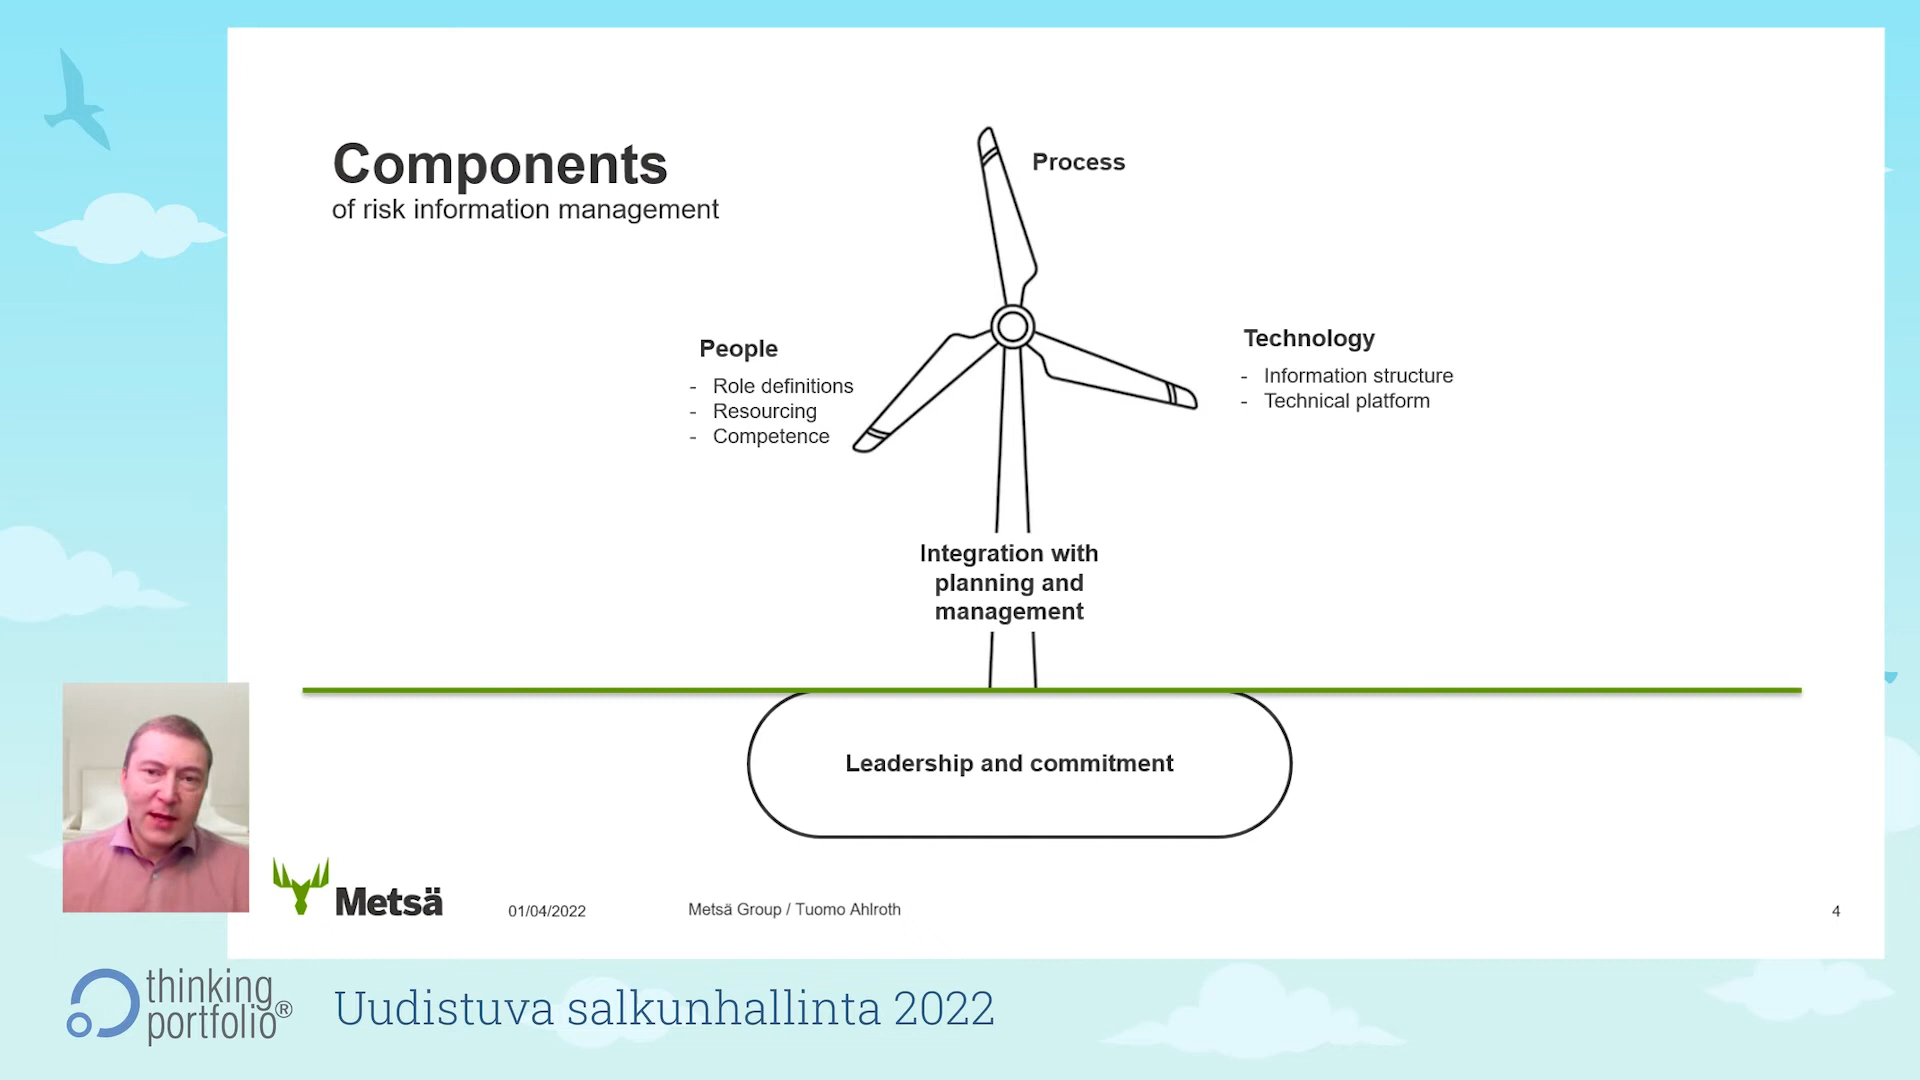 Components
of risk information management
Process
People
- Role definitions
- Resourcing
- Competence
Technology
- Information structure
- Technical platform
Integration with
planning and
management
Leadership and commitment
Metsä
01/04/2022
Metsä Group / Tuomo Ahlroth
4
thinking
portfolio®
Uudistuva salkunhallinta 2022